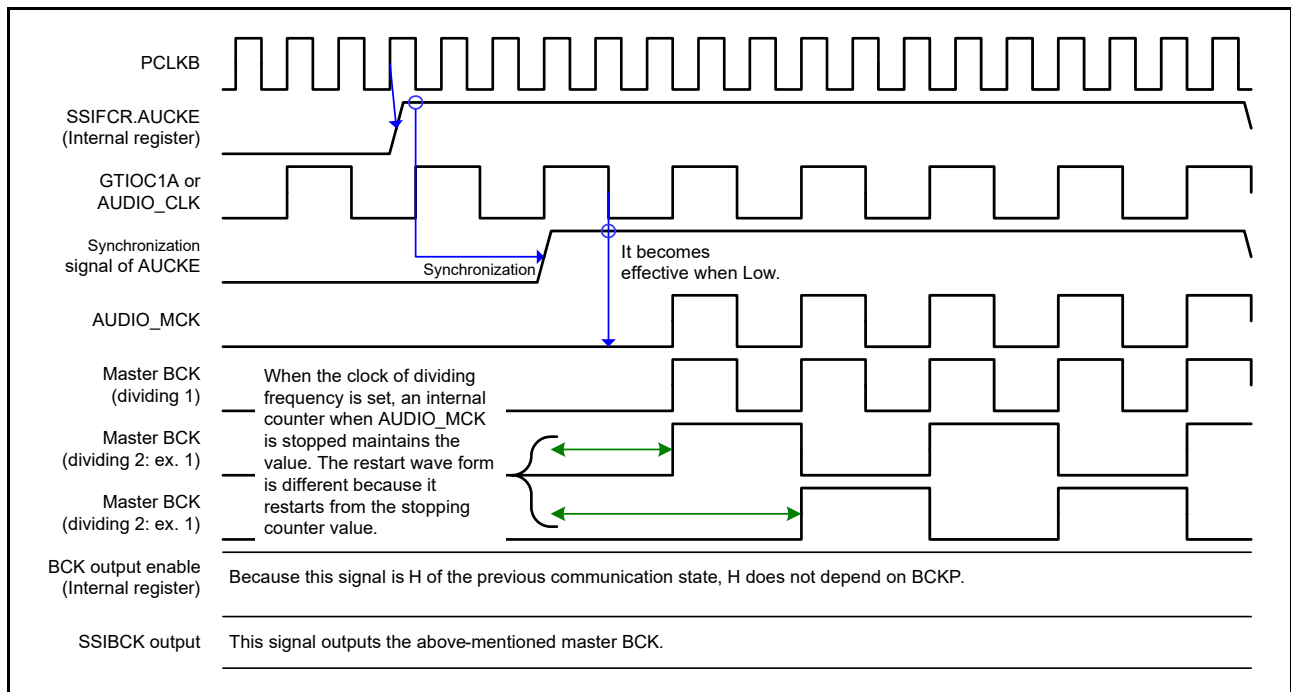 PCLKB
SSIFCR.AUCKE
(Internal register)
GTIOC1A or
AUDIO_CLK
Synchronization
signal of AUCKE
Synchronization
It becomes
effective when Low.
AUDIO_MCK
Master BCK
(dividing 1)
Master BCK
(dividing 2: ex. 1)
Master BCK
(dividing 2: ex. 1)
When the clock of dividing
frequency is set, an internal
counter when AUDIO_MCK
is stopped maintains the
value. The restart wave form
is different because it
restarts from the stopping
counter value.
BCK output enable
(Internal register)
Because this signal is H of the previous communication state, H does not depend on BCKP.
SSIBCK output
This signal outputs the above-mentioned master BCK.